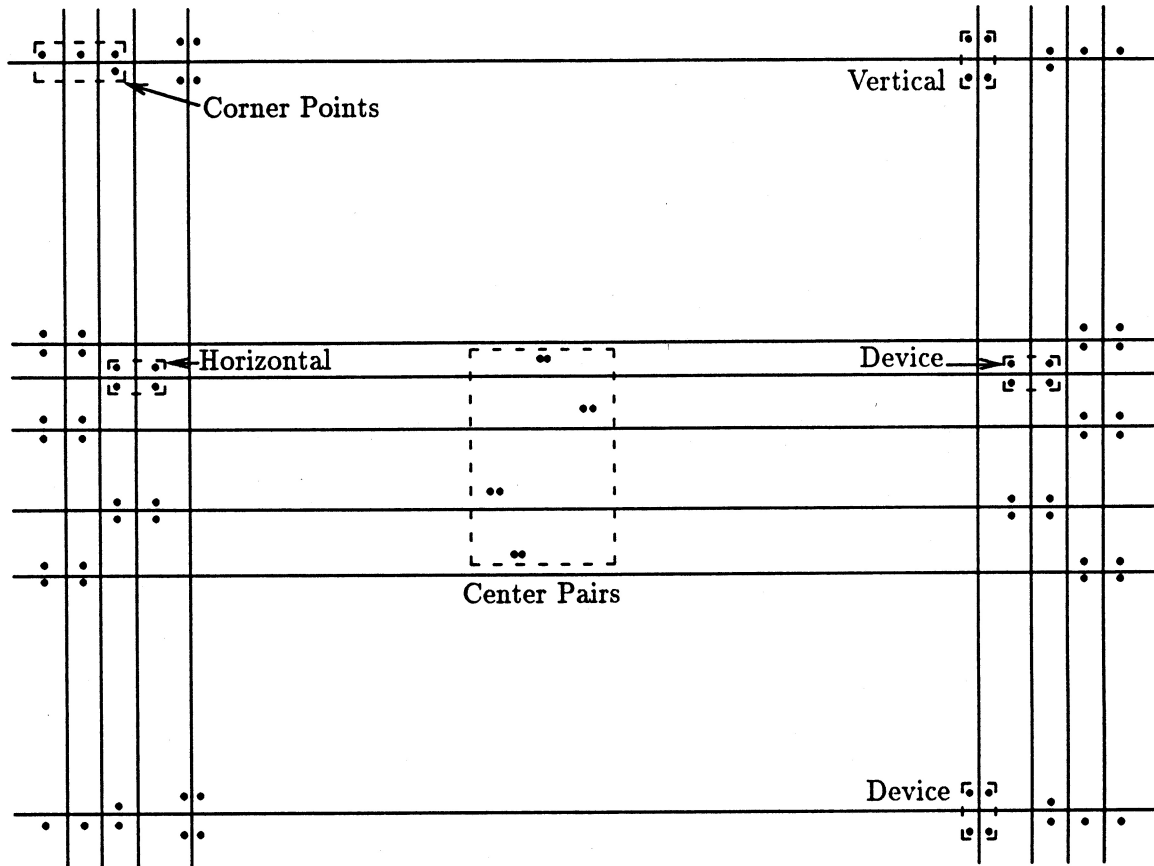 Vertical
Corner Points
Horizontal
Device
Center Pairs
Device